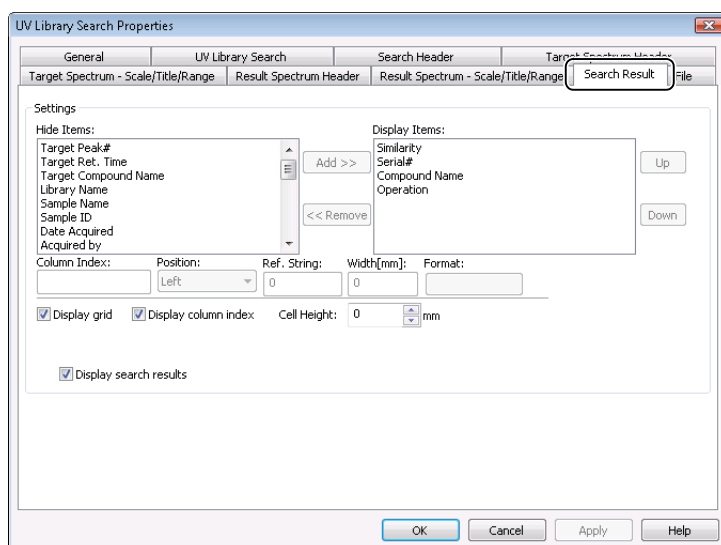 UV Library Search Properties
General UV Library Search Search Header Target Spectrum Header
Target Spectrum - Scale/Title/Range Result Spectrum Header Result Spectrum - Scale/Title/Range Search Result File
Settings
Hide Items: Display Items:
Target Peak# Similarity
Target Ret. Time Add >> Serial# Up
Target Compound Name Compound Name
Library Name Operation
Sample Name
Sample ID << Remove Down
Date Acquired
Acquired by
Column Index: Position: Ref. String: Width[mm]: Format:
Left 0 0
Display grid Display column index Cell Height: 0 mm
Display search results
OK Cancel Apply Help